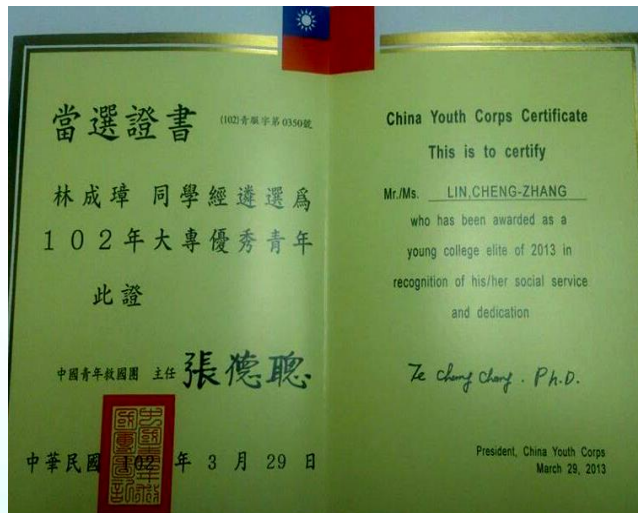 當選證書
(102)青服字第0350號
林成璋 同學經遴選為
102年大專優秀青年
此證
中國青年救國團 主任 張德聰
中華民國 102 年 3 月 29 日
China Youth Corps Certificate
This is to certify
Mr./Ms. LIN,CHENG-ZHANG
who has been awarded as a
young college elite of 2013 in
recognition of his/her social service
and dedication
Te Chung Chang . Ph.D.
President, China Youth Corps
March 29, 2013